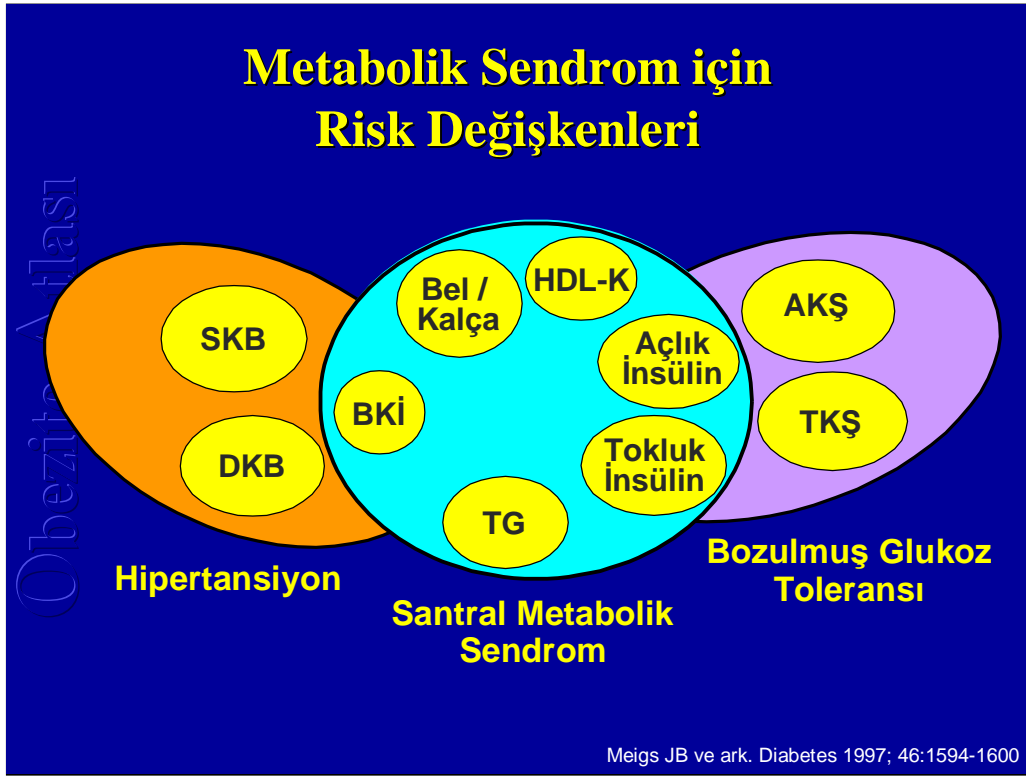 Metabolik Sendrom için
Risk Değişkenleri
Obezite Atlası
SKB
DKB
Bel /
Kalça
HDL-K
BKİ
Açlık
İnsülin
Tokluk
İnsülin
TG
AKŞ
TKŞ
Hipertansiyon
Santral Metabolik
Sendrom
Bozulmuş Glukoz
Toleransı
Meigs JB ve ark. Diabetes 1997; 46:1594-1600